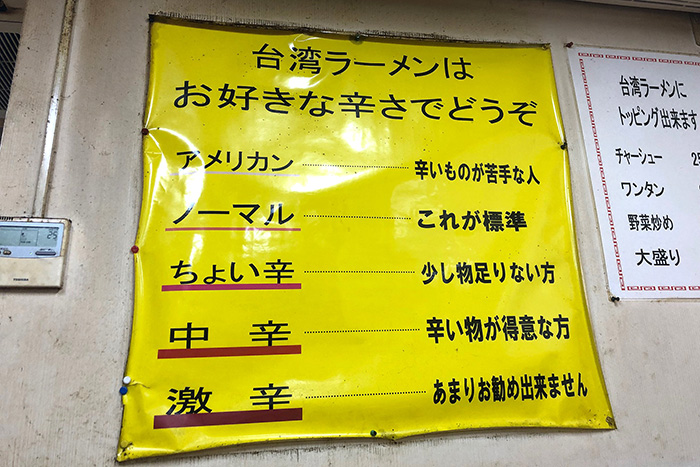 台湾ラーメンは
お好きな辛さでどうぞ
アメリカン 辛いものが苦手な人
ノーマル これが標準
ちょい辛 少し物足りない方
中 辛 辛い物が得意な方
激 辛 あまりお勧め出来ません
台湾ラーメンに
トッピング出来ます
チャーシュー
ワンタン
野菜炒め
大盛り